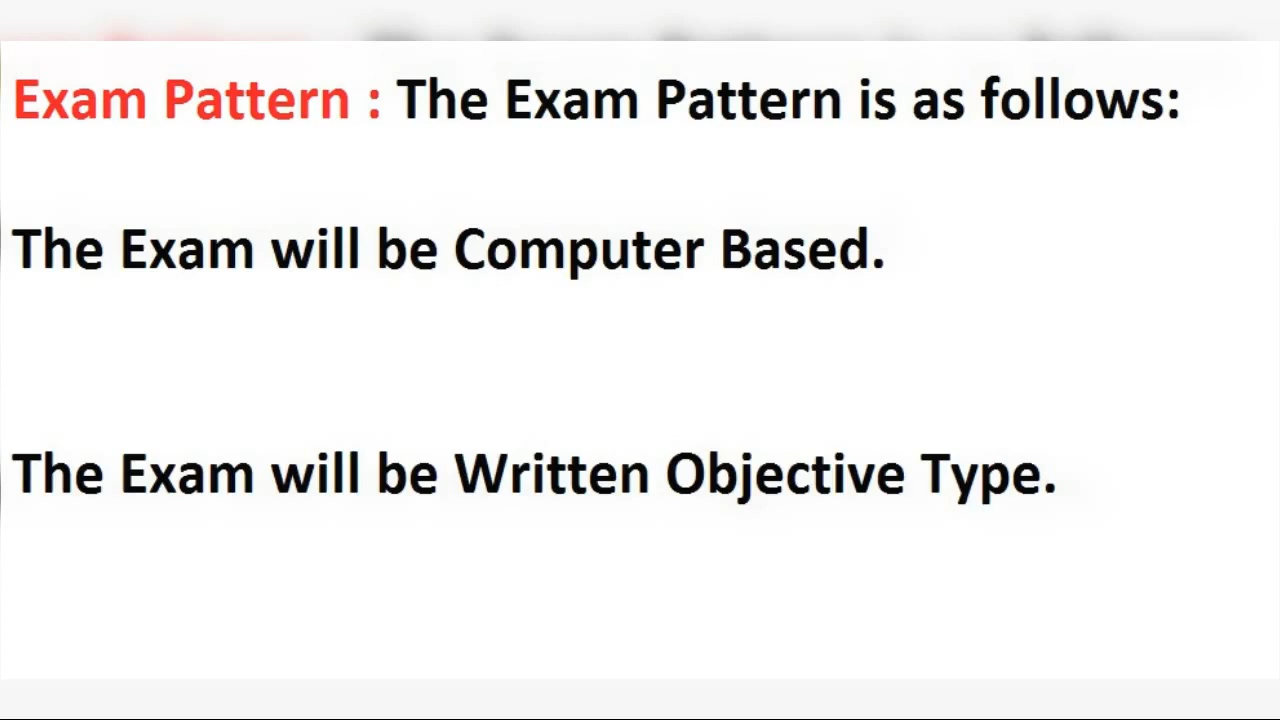 Exam Pattern : The Exam Pattern is as follows:
The Exam will be Computer Based.
The Exam will be Written Objective Type.